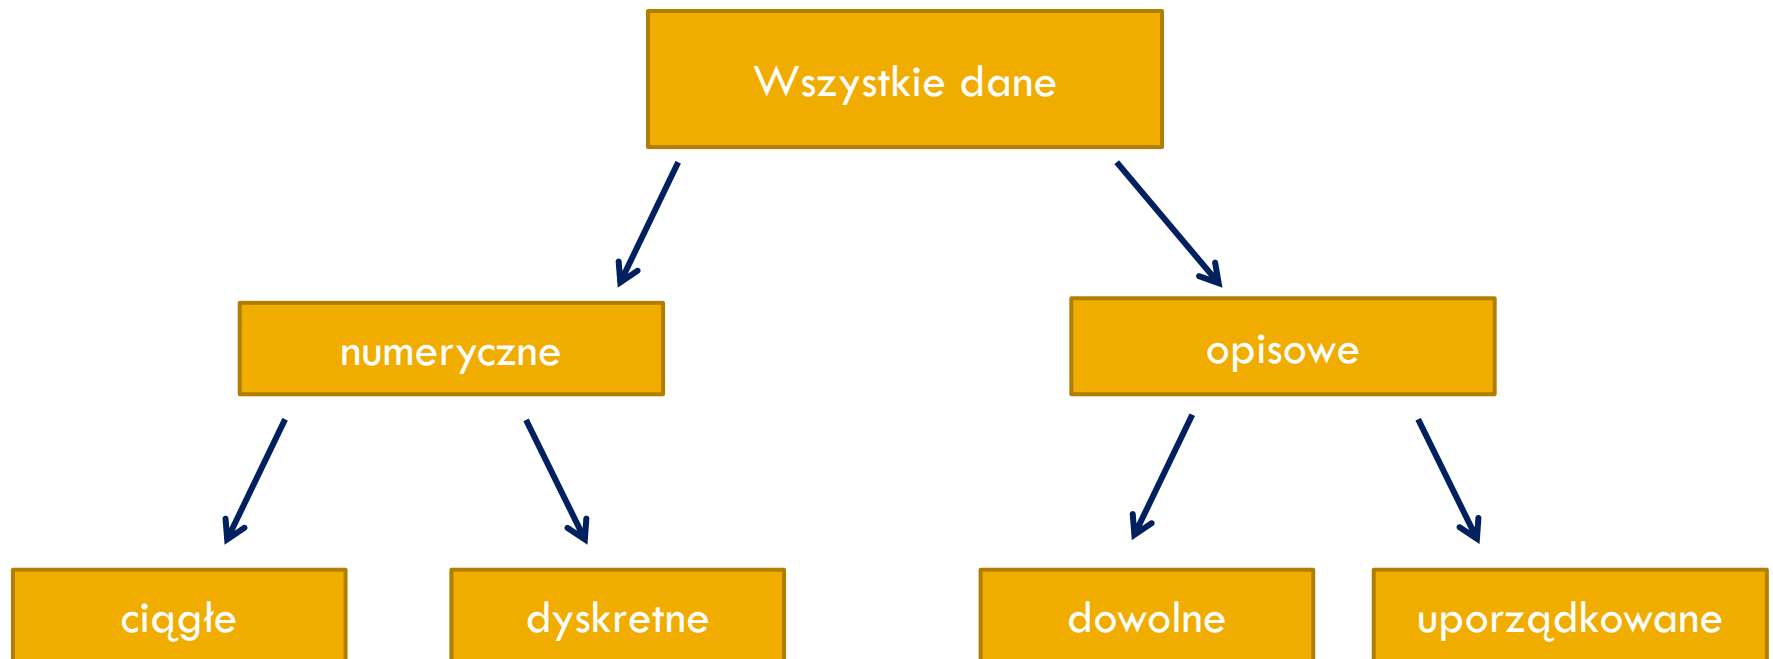 Wszystkie dane
numeryczne
opisowe
ciągłe
dyskretne
dowolne
uporządkowane